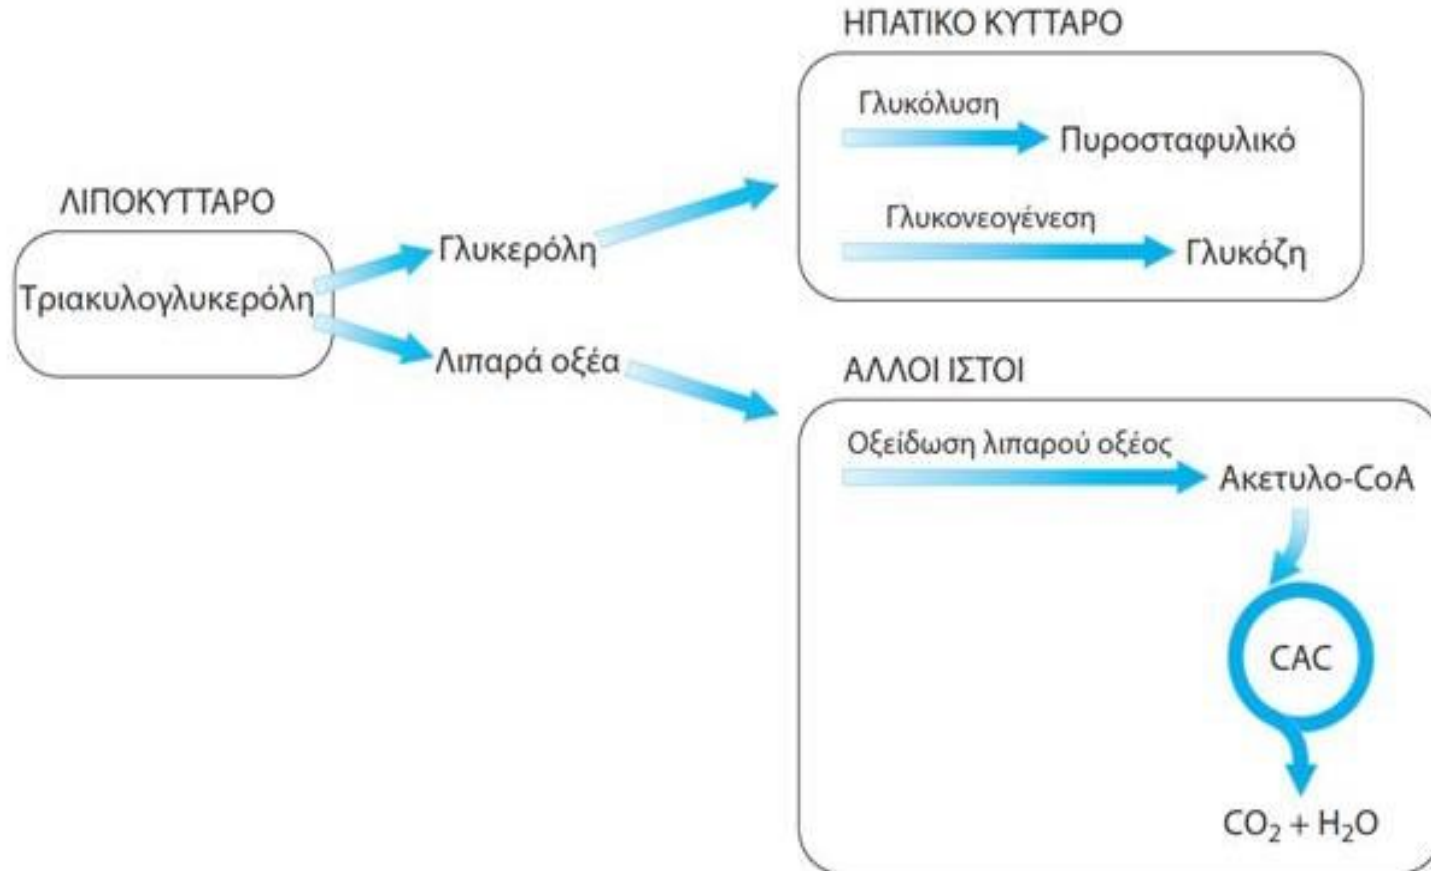 ΗΠΑΤΙΚΟ ΚΥΤΤΑΡΟ
Γλυκόλυση
Πυροσταφυλικό
Γλυκονεογένεση
Γλυκόζη
ΛΙΠΟΚΥΤΤΑΡΟ
Τριακυλογλυκερόλη
Γλυκερόλη
Λιπαρά οξέα
ΑΛΛΟΙ ΙΣΤΟΙ
Οξείδωση λιπαρού οξέος
Ακετυλο-CoA
CAC
CO₂ + H₂O